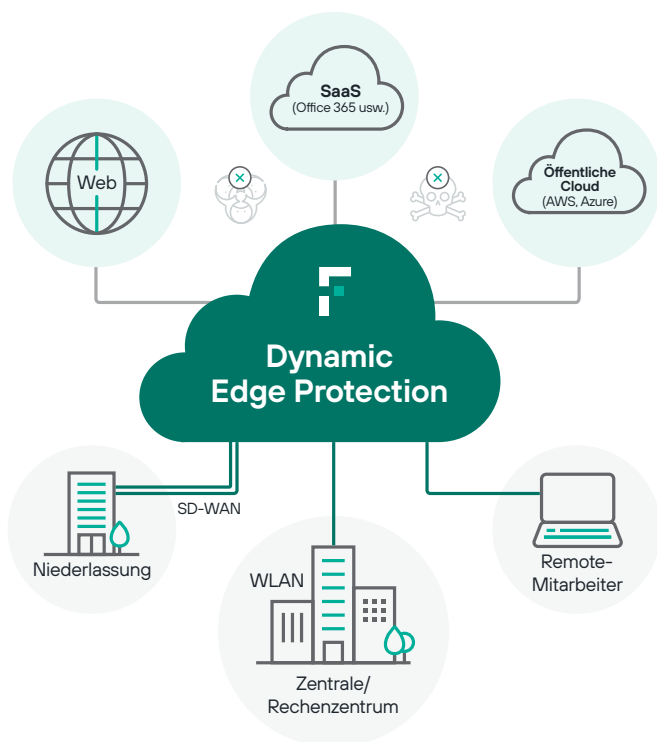 SaaS
(Office 365 usw.)
Web
Öffentliche
Cloud
(AWS, Azure)
Dynamic
Edge Protection
SD-WAN
Niederlassung
WLAN
Zentrale/
Rechenzentrum
Remote-
Mitarbeiter